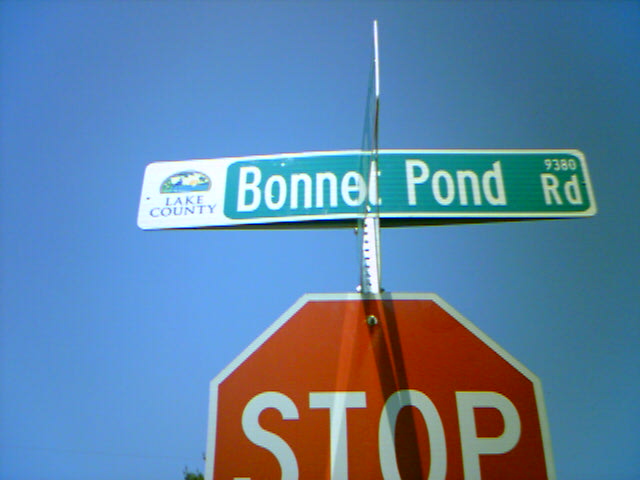 LAKE
COUNTY
Bonnet Pond Rd
9380
STOP